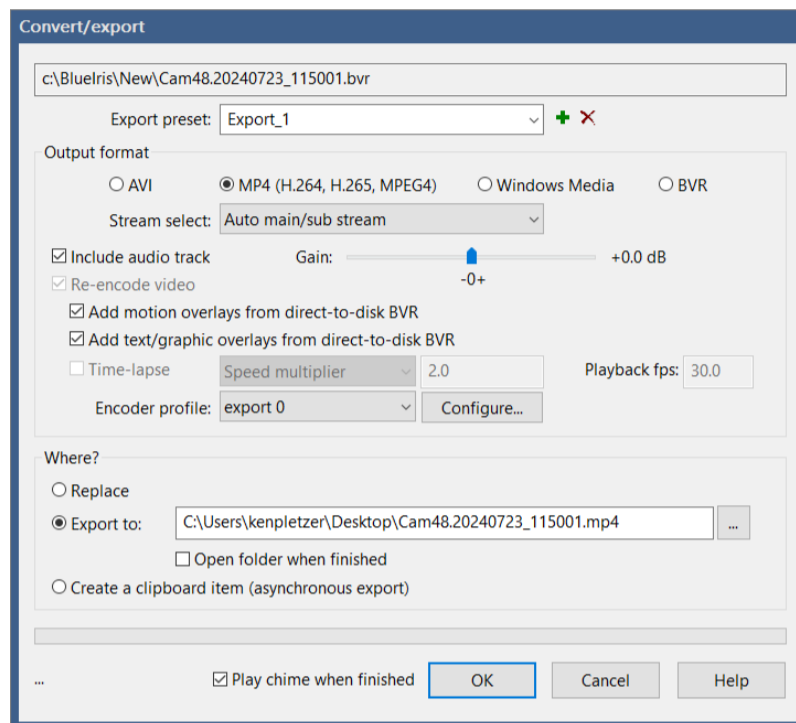 Convert/export
c:\BlueIris\New\Cam48.20240723_115001.bvr
Export preset: Export_1
Output format
AVI MP4 (H.264, H.265, MPEG4) Windows Media BVR
Stream select: Auto main/sub stream
Include audio track Gain: +0.0 dB
-0+
Re-encode video
Add motion overlays from direct-to-disk BVR
Add text/graphic overlays from direct-to-disk BVR
Time-lapse Speed multiplier 2.0 Playback fps: 30.0
Encoder profile: export 0 Configure...
Where?
Replace
Export to: C:\Users\kenpletzer\Desktop\Cam48.20240723_115001.mp4 ...
Open folder when finished
Create a clipboard item (asynchronous export)
... Play chime when finished OK Cancel Help